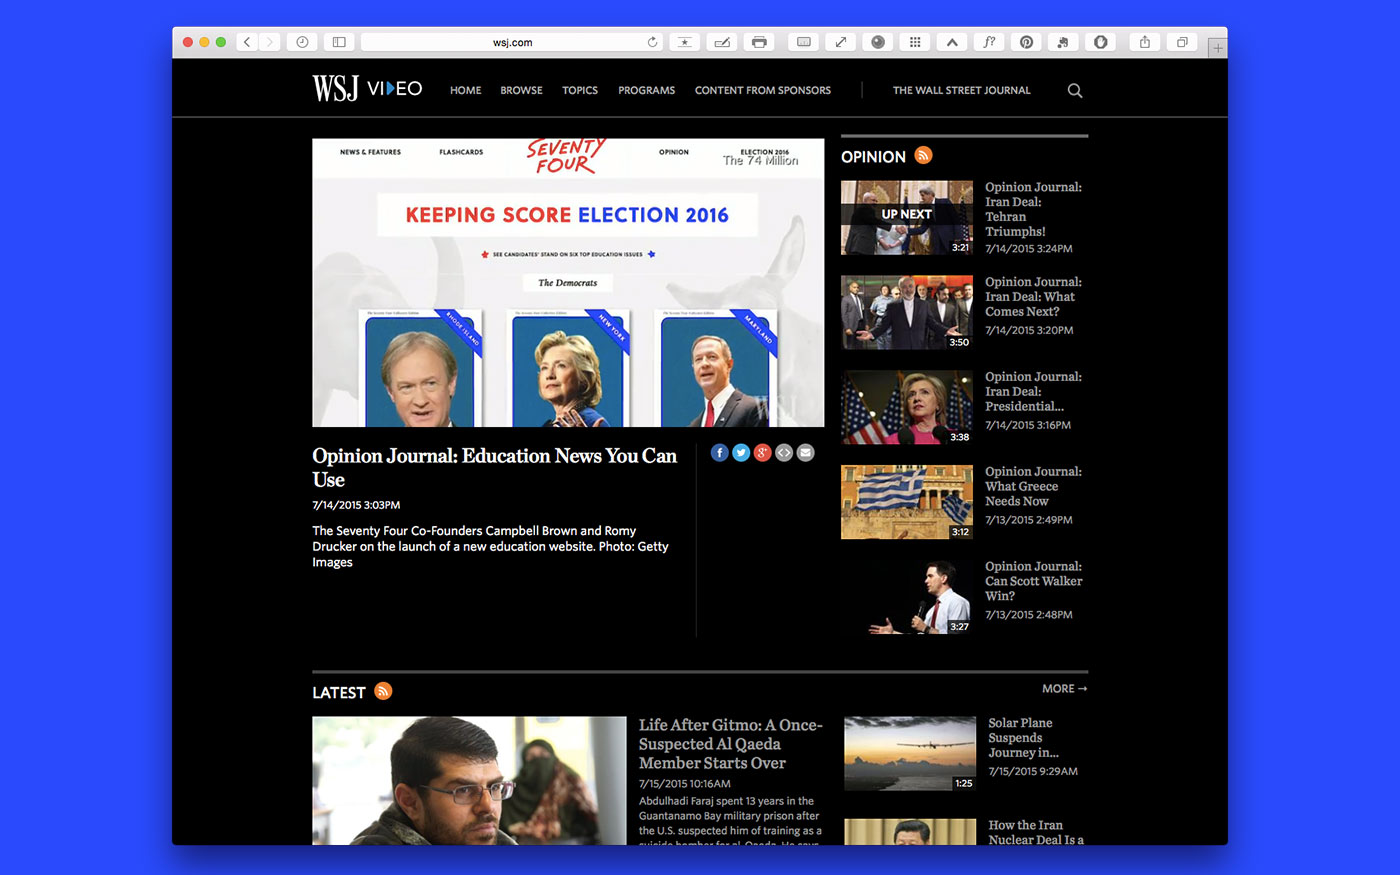 wsj.com
f?
WSJ VIDEO
HOME
BROWSE
TOPICS
PROGRAMS
CONTENT FROM SPONSORS
THE WALL STREET JOURNAL
NEWS & FEATURES
FLASHCARDS
SEVENTY
FOUR
OPINION
ELECTION 2016
The 74 Million
KEEPING SCORE ELECTION 2016
SEE CANDIDATES' STAND ON SIX TOP EDUCATION ISSUES
The Democrats
RHODE ISLAND
NEW YORK
MARYLAND
WSJ
Opinion Journal: Education News You Can
Use
7/14/2015 3:03PM
The Seventy Four Co-Founders Campbell Brown and Romy
Drucker on the launch of a new education website. Photo: Getty
Images
OPINION
UP NEXT
3:21
Opinion Journal:
Iran Deal:
Tehran
Triumphs!
7/14/2015 3:24PM
3:50
Opinion Journal:
Iran Deal: What
Comes Next?
7/14/2015 3:20PM
3:38
Opinion Journal:
Iran Deal:
Presidential...
7/14/2015 3:16PM
3:12
Opinion Journal:
What Greece
Needs Now
7/13/2015 2:49PM
3:27
Opinion Journal:
Can Scott Walker
Win?
7/13/2015 2:48PM
LATEST
MORE →
Life After Gitmo: A Once-
Suspected Al Qaeda
Member Starts Over
7/15/2015 10:16AM
Abdulhadi Faraj spent 13 years in the
Guantanamo Bay military prison after
the U.S. suspected him of training as a
suicide bomber for al-Qaeda. He says
1:25
Solar Plane
Suspends
Journey in...
7/15/2015 9:29AM
How the Iran
Nuclear Deal Is a